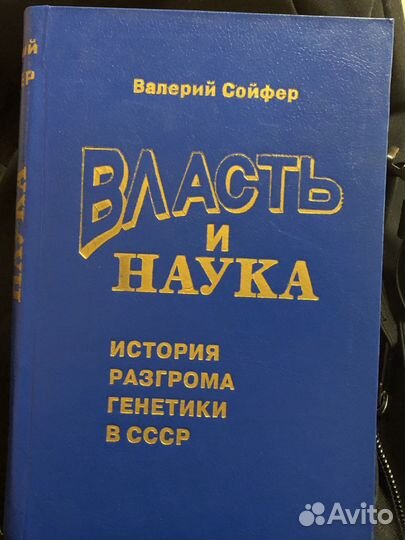 Валерий Сойфер
ВЛАСТЬ
И
НАУКА
ИСТОРИЯ
РАЗГРОМА
ГЕНЕТИКИ
В СССР
Avito